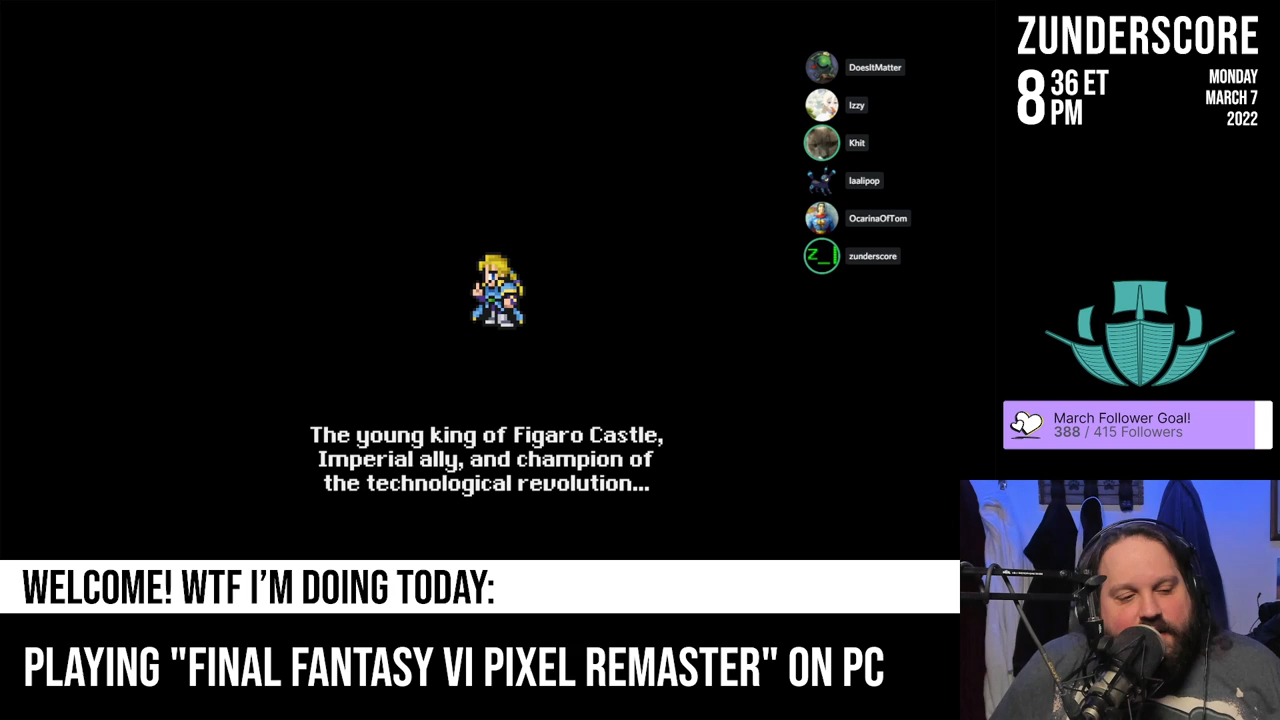 DoesItMatter
Izzy
Khit
laalipop
OcarinaOfTom
z_
zunderscore
The young king of Figaro Castle,
Imperial ally, and champion of
the technological revolution...
ZUNDERSCORE
8 36 ET
PM
MONDAY
MARCH 7
2022
March Follower Goal!
388 / 415 Followers
WELCOME! WTF I'M DOING TODAY:
PLAYING "FINAL FANTASY VI PIXEL REMASTER" ON PC